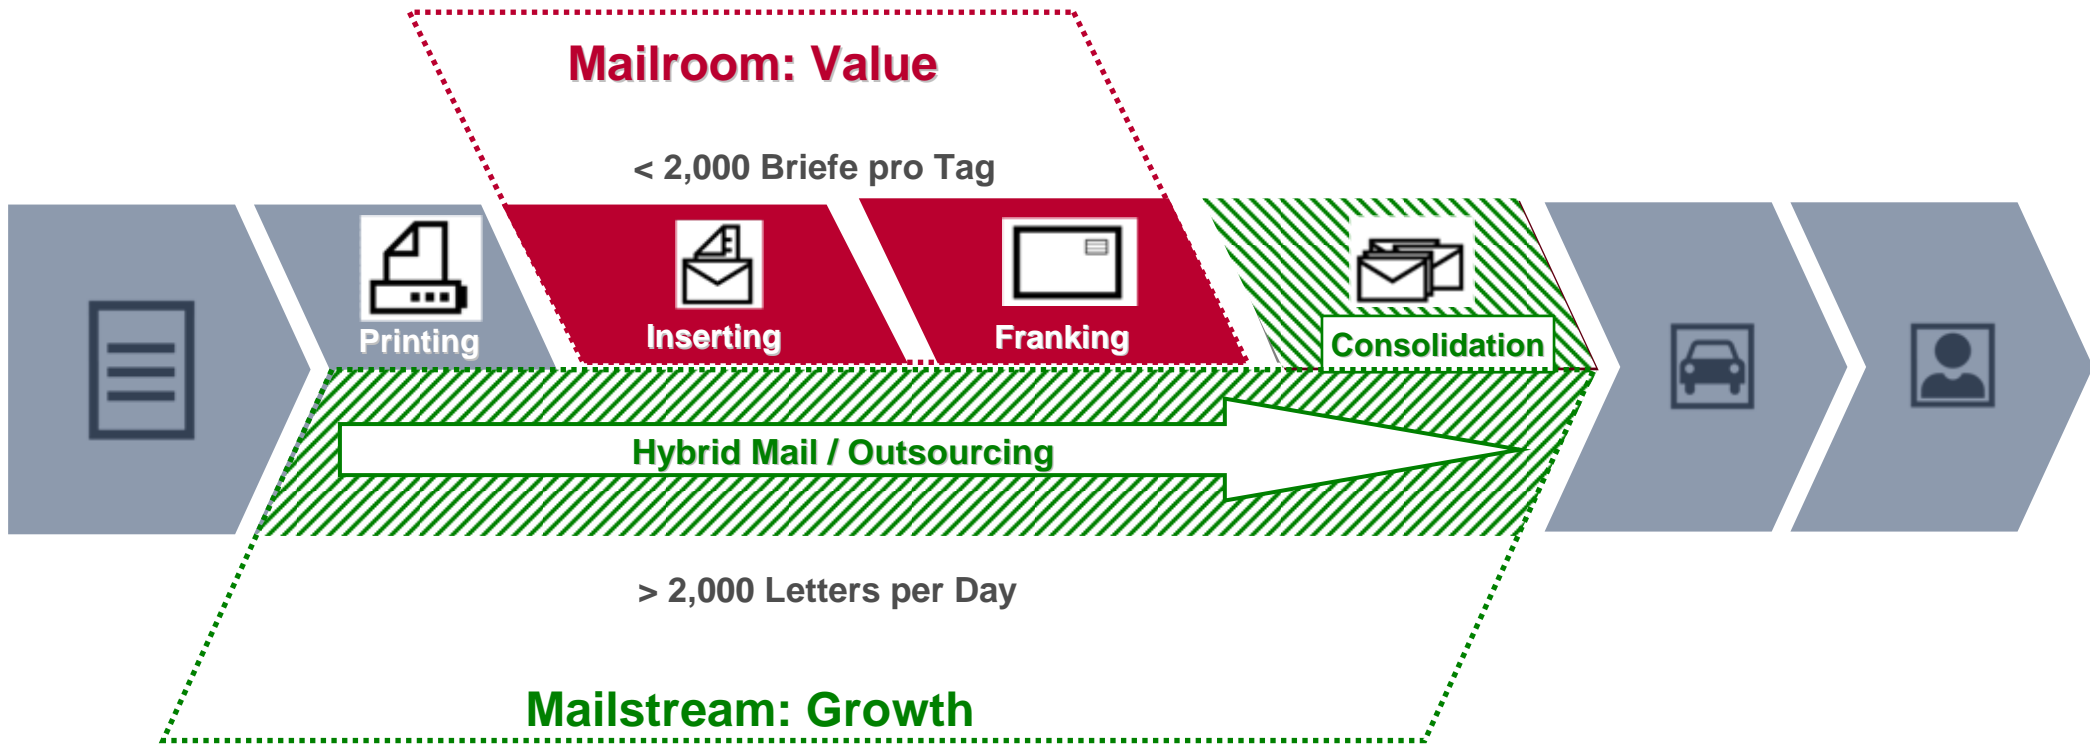 Mailroom: Value
< 2,000 Briefe pro Tag
Printing
Inserting
Franking
Consolidation
Hybrid Mail / Outsourcing
> 2,000 Letters per Day
Mailstream: Growth